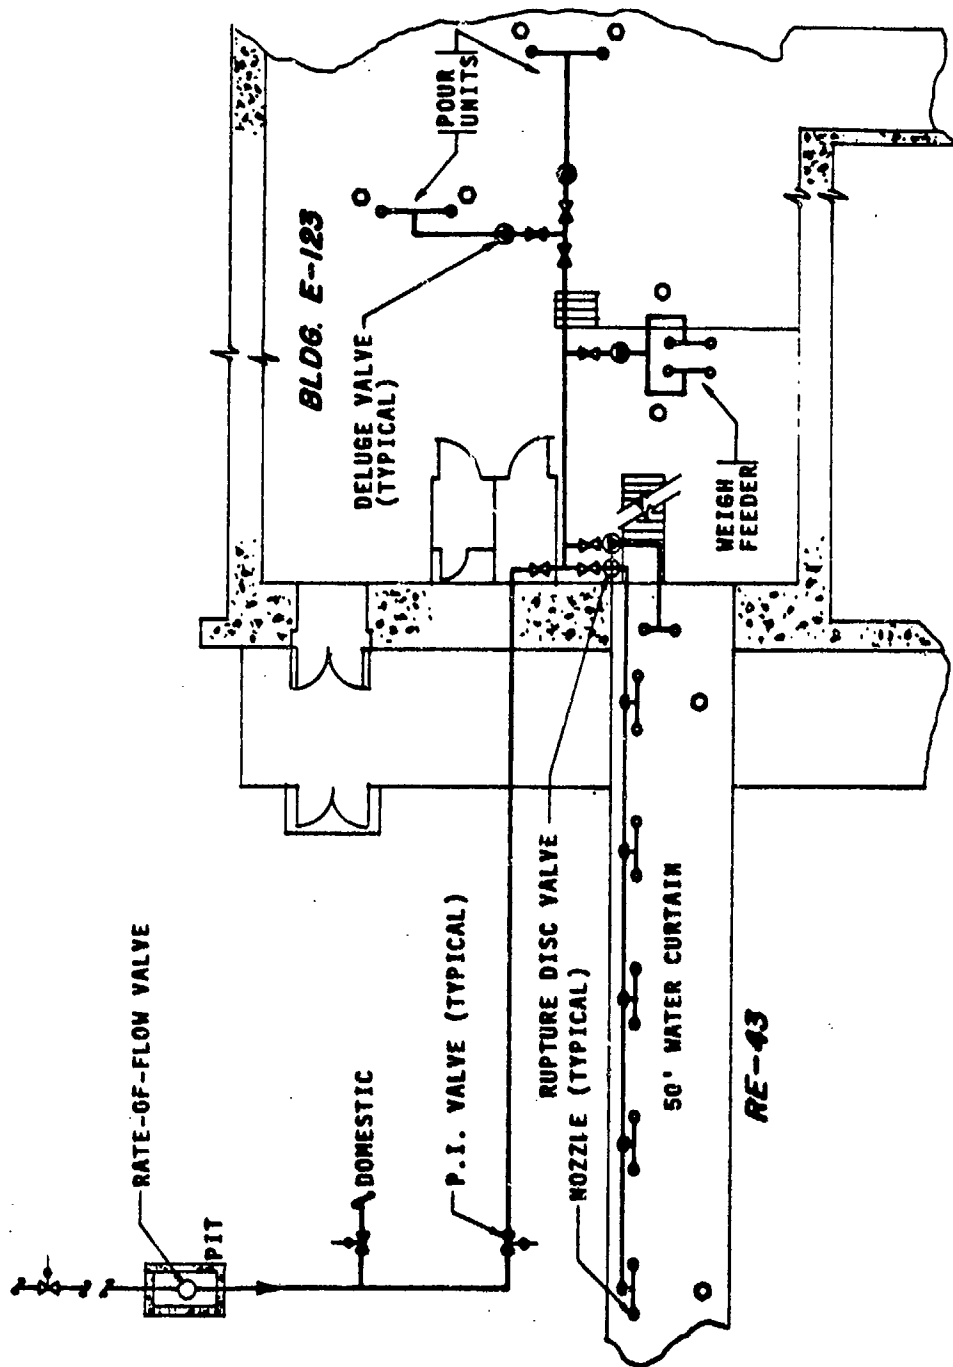 RATE-OF-FLOW VALVE
PIT
DOMESTIC
P.I. VALVE (TYPICAL)
RUPTURE DISC VALVE
NOZZLE (TYPICAL)
50' WATER CURTAIN
RE-43
BLDG. E-123
DELUGE VALVE
(TYPICAL)
POUR
UNITS
WEIGH
FEEDER